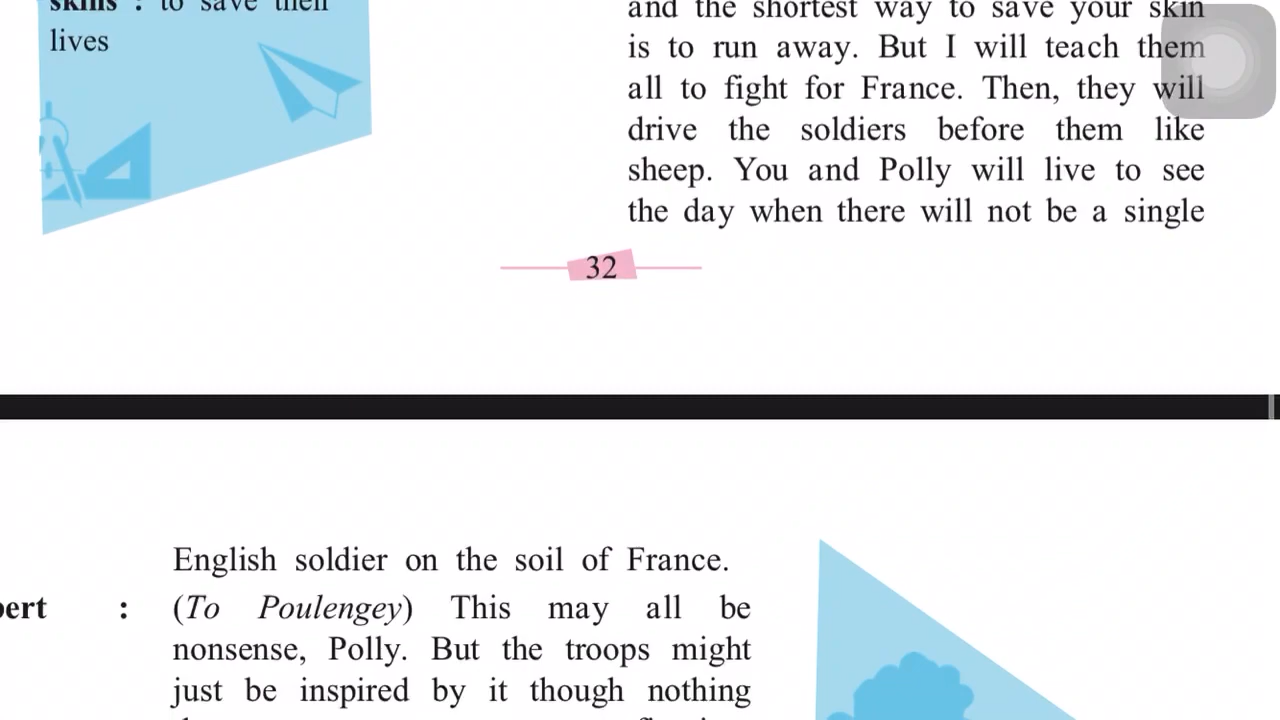 skins : to save their
lives
and the shortest way to save your skin
is to run away. But I will teach them
all to fight for France. Then, they will
drive the soldiers before them like
sheep. You and Polly will live to see
the day when there will not be a single
32
English soldier on the soil of France.
bert : (To Poulengey) This may all be
nonsense, Polly. But the troops might
just be inspired by it though nothing